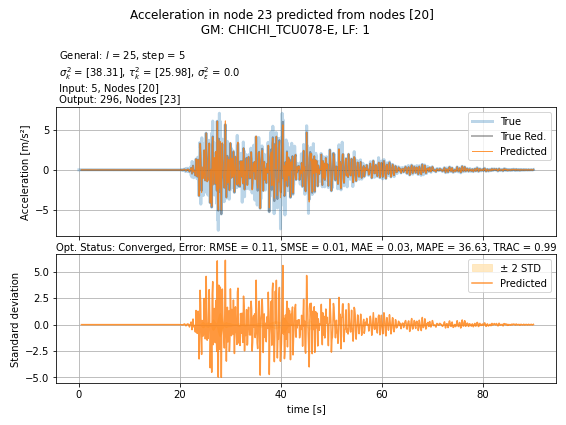 Acceleration in node 23 predicted from nodes [20]
GM: CHICHI_TCU078-E, LF: 1
General: l = 25, step = 5
σ²ₖ = [38.31], τ²ₖ = [25.98], σ²ₑ = 0.0
Input: 5, Nodes [20]
Output: 296, Nodes [23]
Acceleration [m/s²]
5
0
−5
True
True Red.
Predicted
Opt. Status: Converged, Error: RMSE = 0.11, SMSE = 0.01, MAE = 0.03, MAPE = 36.63, TRAC = 0.99
Standard deviation
5.0
2.5
0.0
−2.5
−5.0
± 2 STD
Predicted
0 20 40 60 80
time [s]